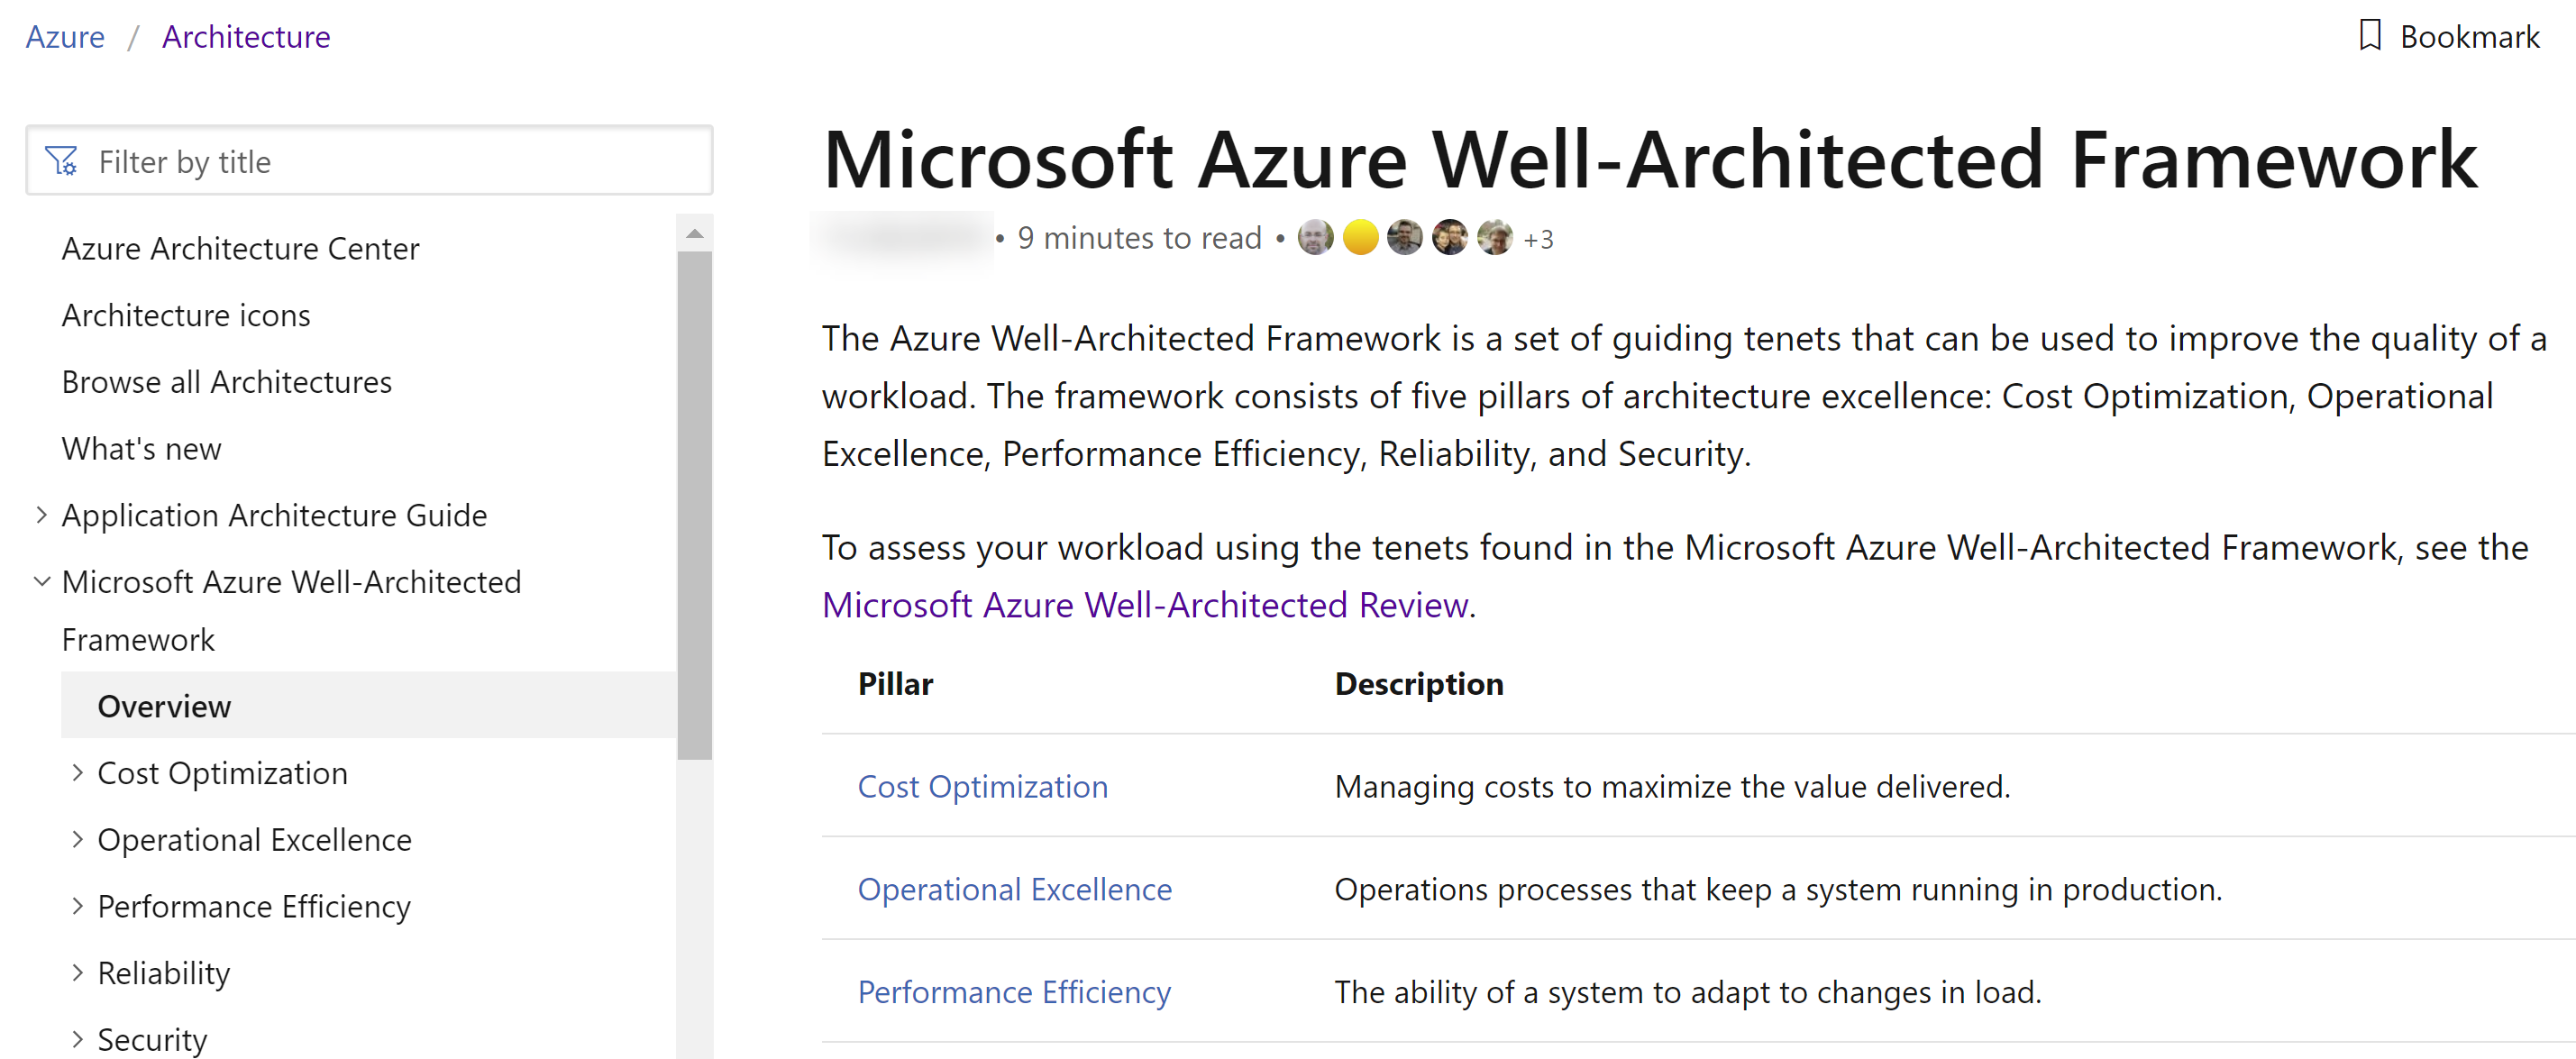 Azure / Architecture
Bookmark
Filter by title
Azure Architecture Center
Architecture icons
Browse all Architectures
What's new
Application Architecture Guide
Microsoft Azure Well-Architected
Framework
Overview
Cost Optimization
Operational Excellence
Performance Efficiency
Reliability
Security
Microsoft Azure Well-Architected Framework
• 9 minutes to read • +3
The Azure Well-Architected Framework is a set of guiding tenets that can be used to improve the quality of a
workload. The framework consists of five pillars of architecture excellence: Cost Optimization, Operational
Excellence, Performance Efficiency, Reliability, and Security.
To assess your workload using the tenets found in the Microsoft Azure Well-Architected Framework, see the
Microsoft Azure Well-Architected Review.
Pillar Description
Cost Optimization Managing costs to maximize the value delivered.
Operational Excellence Operations processes that keep a system running in production.
Performance Efficiency The ability of a system to adapt to changes in load.